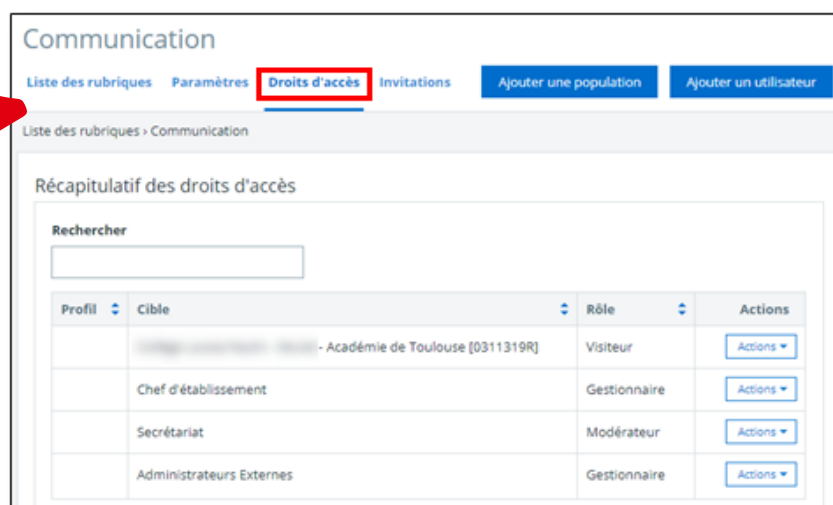 Communication
Liste des rubriques Paramètres Droits d'accès Invitations Ajouter une population Ajouter un utilisateur
Liste des rubriques › Communication
Récapitulatif des droits d'accès
Rechercher
Profil Cible Rôle Actions
- Académie de Toulouse [0311319R] Visiteur Actions
Chef d'établissement Gestionnaire Actions
Secrétariat Modérateur Actions
Administrateurs Externes Gestionnaire Actions